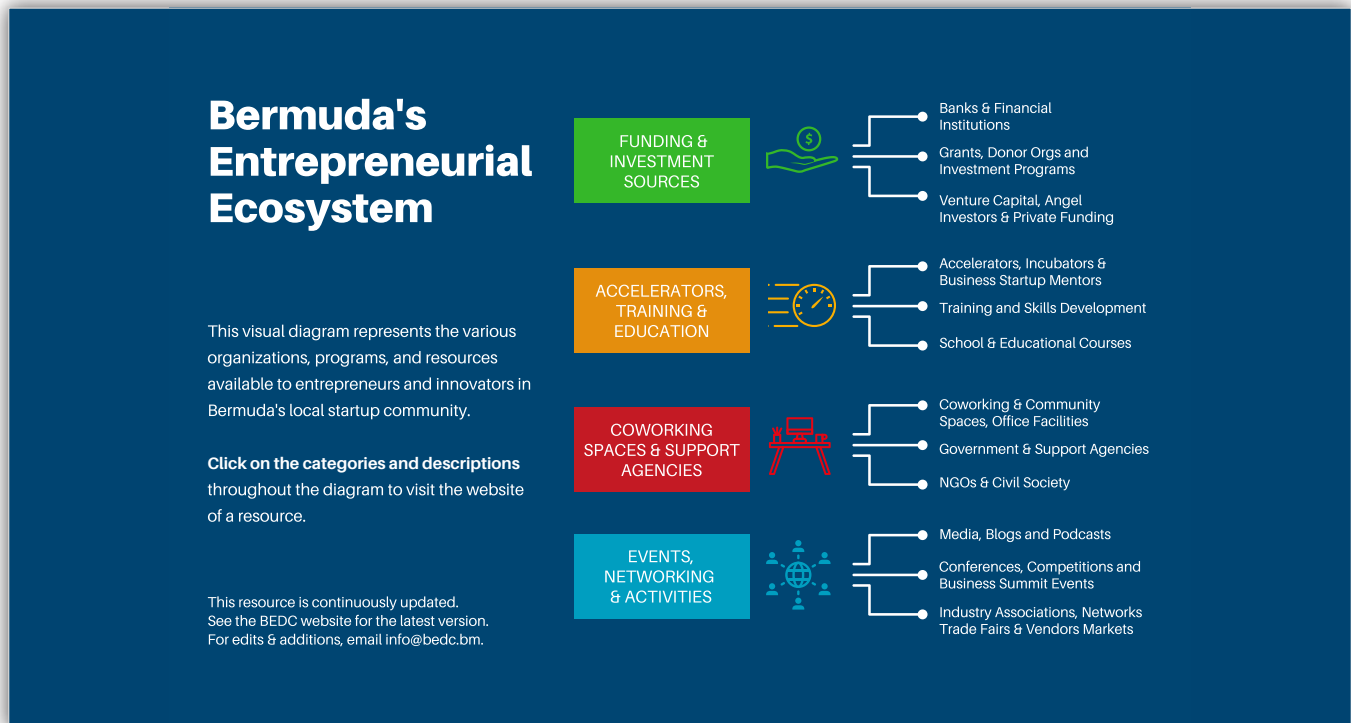 Bermuda's
Entrepreneurial
Ecosystem
This visual diagram represents the various
organizations, programs, and resources
available to entrepreneurs and innovators in
Bermuda's local startup community.
Click on the categories and descriptions
throughout the diagram to visit the website
of a resource.
This resource is continuously updated.
See the BEDC website for the latest version.
For edits & additions, email info@bedc.bm.
FUNDING &
INVESTMENT
SOURCES
$
Banks & Financial
Institutions
Grants, Donor Orgs and
Investment Programs
Venture Capital, Angel
Investors & Private Funding
ACCELERATORS,
TRAINING &
EDUCATION
Accelerators, Incubators &
Business Startup Mentors
Training and Skills Development
School & Educational Courses
COWORKING
SPACES & SUPPORT
AGENCIES
Coworking & Community
Spaces, Office Facilities
Government & Support Agencies
NGOs & Civil Society
EVENTS,
NETWORKING
& ACTIVITIES
Media, Blogs and Podcasts
Conferences, Competitions and
Business Summit Events
Industry Associations, Networks
Trade Fairs & Vendors Markets